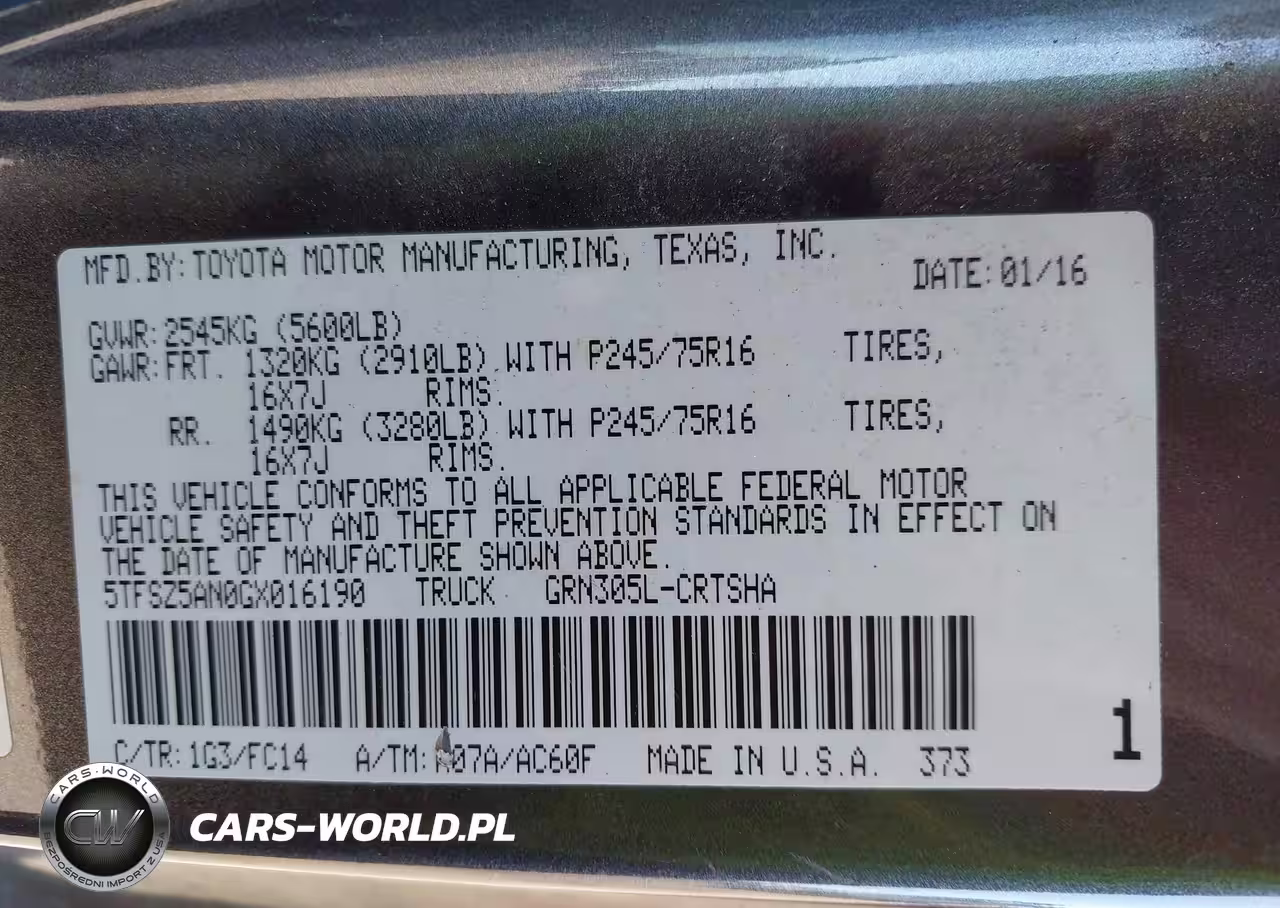 MFD.BY:TOYOTA MOTOR MANUFACTURING, TEXAS, INC.
DATE:01/16
GVWR:2545KG (5600LB)
GAWR:FRT. 1320KG (2910LB) WITH P245/75R16 TIRES,
16X7J RIMS.
RR. 1490KG (3280LB) WITH P245/75R16 TIRES,
16X7J RIMS.
THIS VEHICLE CONFORMS TO ALL APPLICABLE FEDERAL MOTOR
VEHICLE SAFETY AND THEFT PREVENTION STANDARDS IN EFFECT ON
THE DATE OF MANUFACTURE SHOWN ABOVE.
5TFSZ5AN0GX016190 TRUCK GRN305L-CRTSHA
C/TR:1G3/FC14 A/TM: MADE IN U.S.A. 373
1
CARS-WORLD
CW
BEZPOŚREDNI IMPORT Z USA
CARS-WORLD.PL